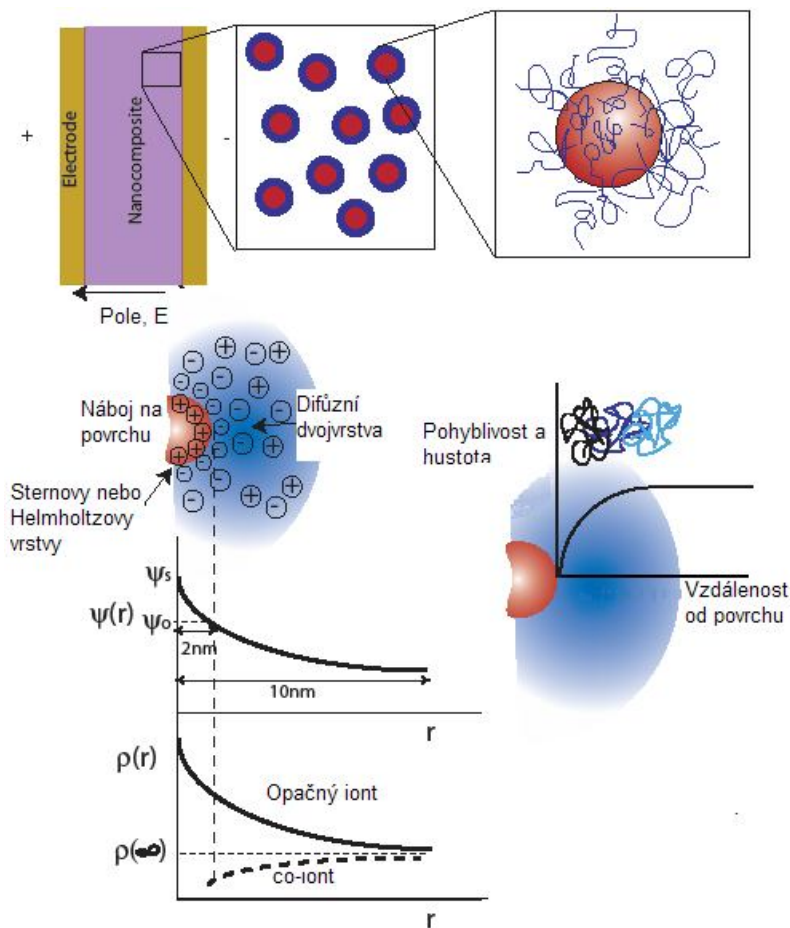 +
Electrode
Nanocomposite
-
Pole, E
Náboj na
povrchu
Difúzní
dvojvrstva
Sternovy nebo
Helmholtzovy
vrstvy
Pohyblivost a
hustota
Vzdálenost
od povrchu
ψs
ψ(r) ψo
2nm
10nm
r
ρ(r)
Opačný iont
ρ(∞)
co-iont
r